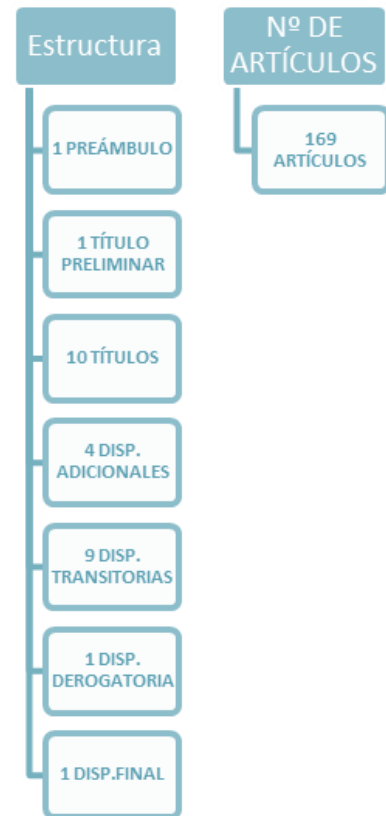 Estructura
1 PREÁMBULO
1 TÍTULO
PRELIMINAR
10 TÍTULOS
4 DISP.
ADICIONALES
9 DISP.
TRANSITORIAS
1 DISP.
DEROGATORIA
1 DISP.FINAL
Nº DE
ARTÍCULOS
169
ARTÍCULOS